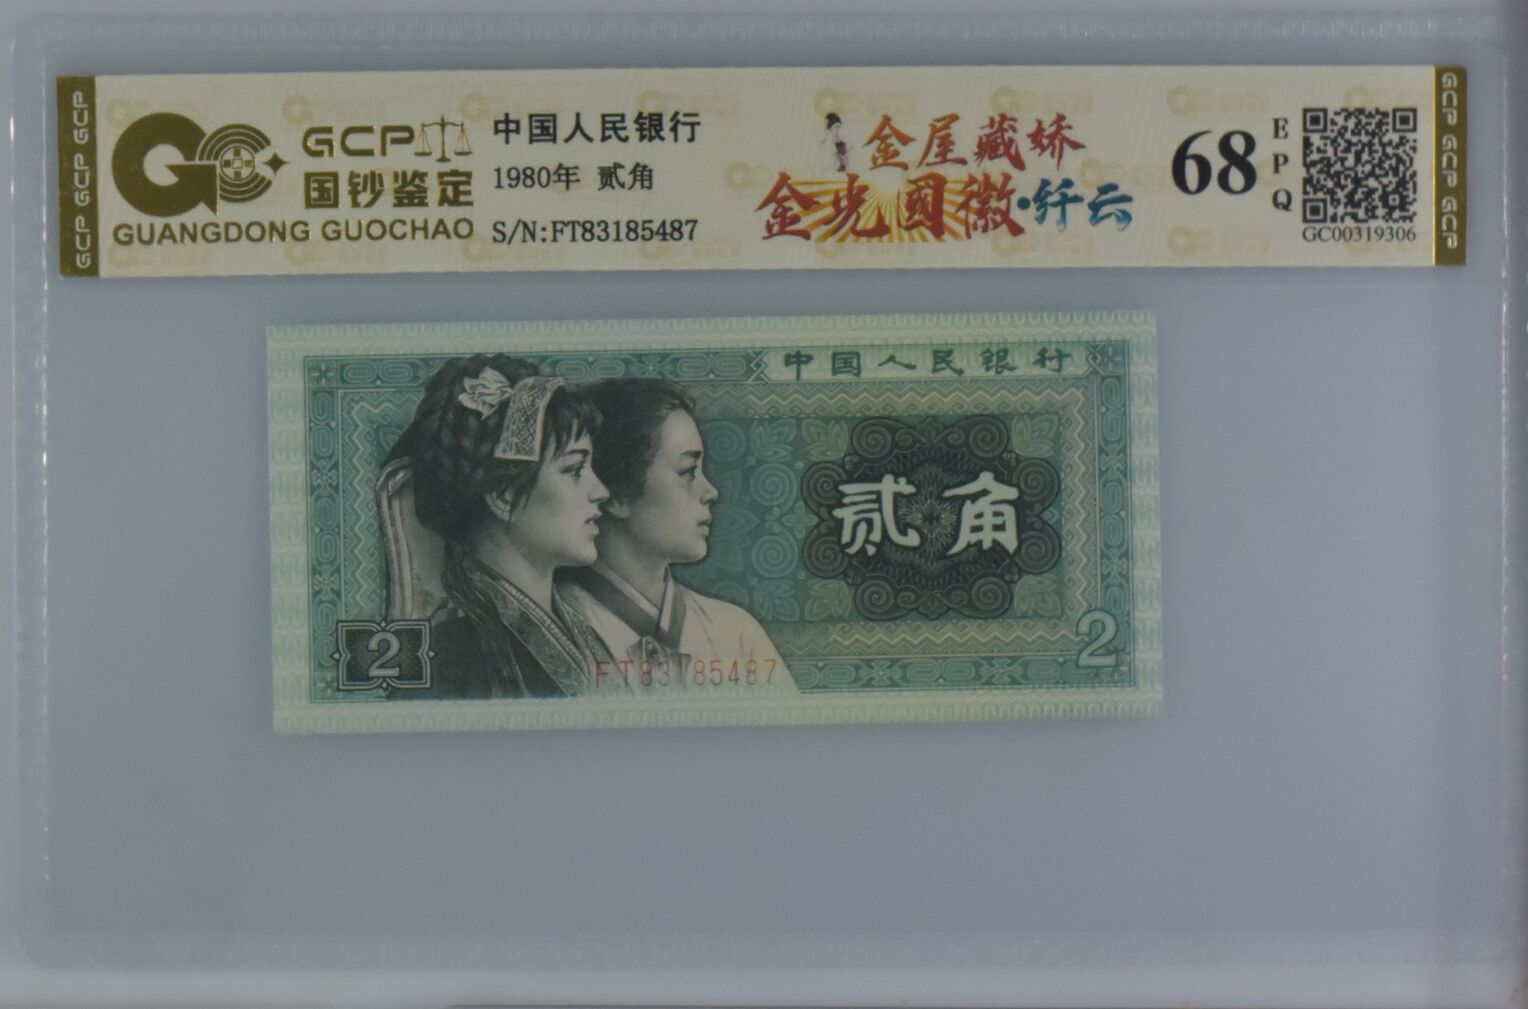 GCP GCP GCP
GCP
国钞鉴定
GUANGDONG GUOCHAO
中国人民银行
1980年 贰角
S/N:FT83185487
金屋藏娇
金光國徽·纤云
68
EPQ
GC00319306
GCP GCP GCP
中国人民银行
贰角
2
2
FT83185487